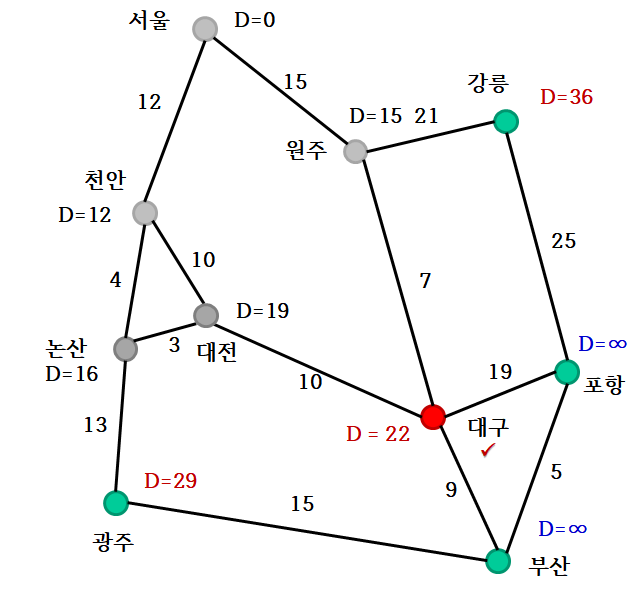 서울
D=0
12
15
강릉
D=36
D=15
21
원주
천안
D=12
10
25
4
7
D=19
논산
D=16
3
대전
D=∞
19
포항
10
D = 22
대구
✓
13
5
9
D=29
15
D=∞
광주
부산